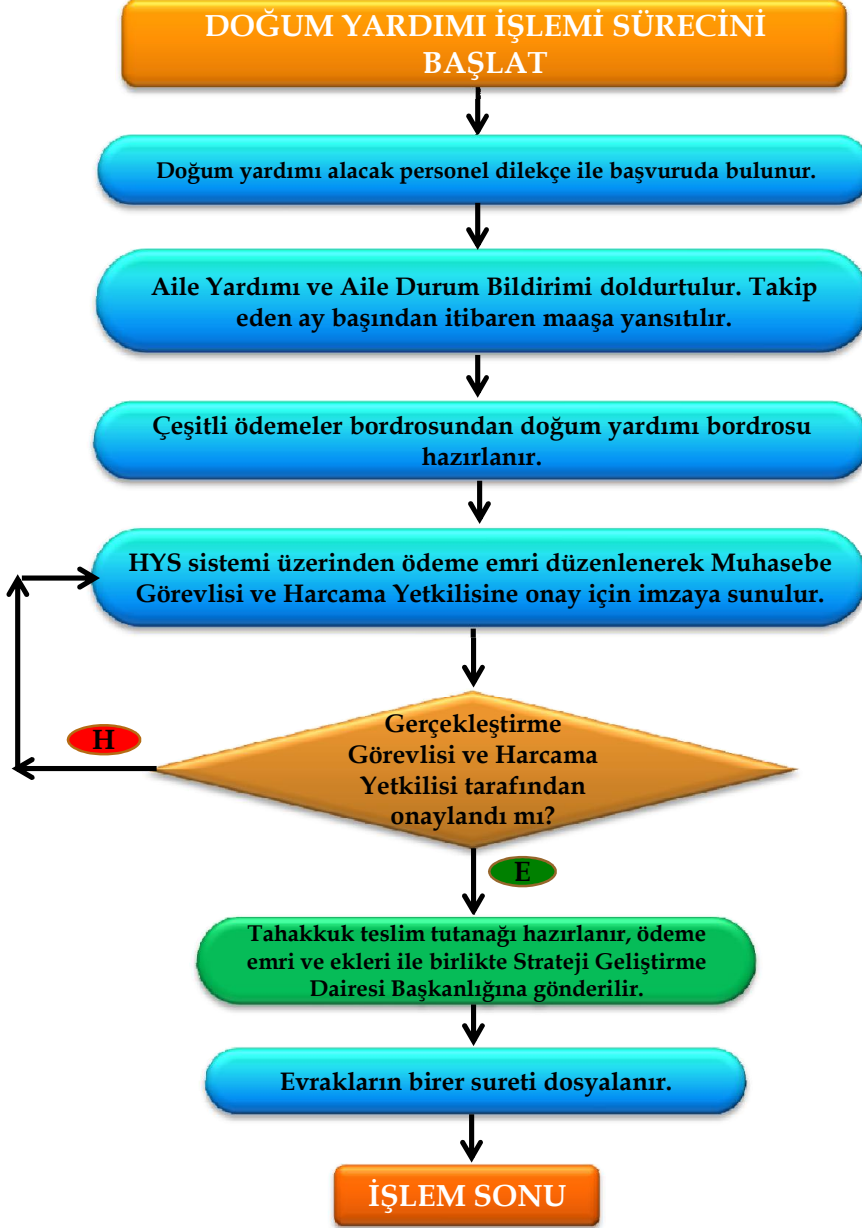 DOĞUM YARDIMI İŞLEMİ SÜRECİNİ
BAŞLAT
Doğum yardımı alacak personel dilekçe ile başvuruda bulunur.
Aile Yardımı ve Aile Durum Bildirimi doldurtulur. Takip
eden ay başından itibaren maaşa yansıtılır.
Çeşitli ödemeler bordrosundan doğum yardımı bordrosu
hazırlanır.
HYS sistemi üzerinden ödeme emri düzenlenerek Muhasebe
Görevlisi ve Harcama Yetkilisine onay için imzaya sunulur.
Gerçekleştirme
Görevlisi ve Harcama
Yetkilisi tarafından
onaylandı mı?
H
E
Tahakkuk teslim tutanağı hazırlanır, ödeme
emri ve ekleri ile birlikte Strateji Geliştirme
Dairesi Başkanlığına gönderilir.
Evrakların birer sureti dosyalanır.
İŞLEM SONU